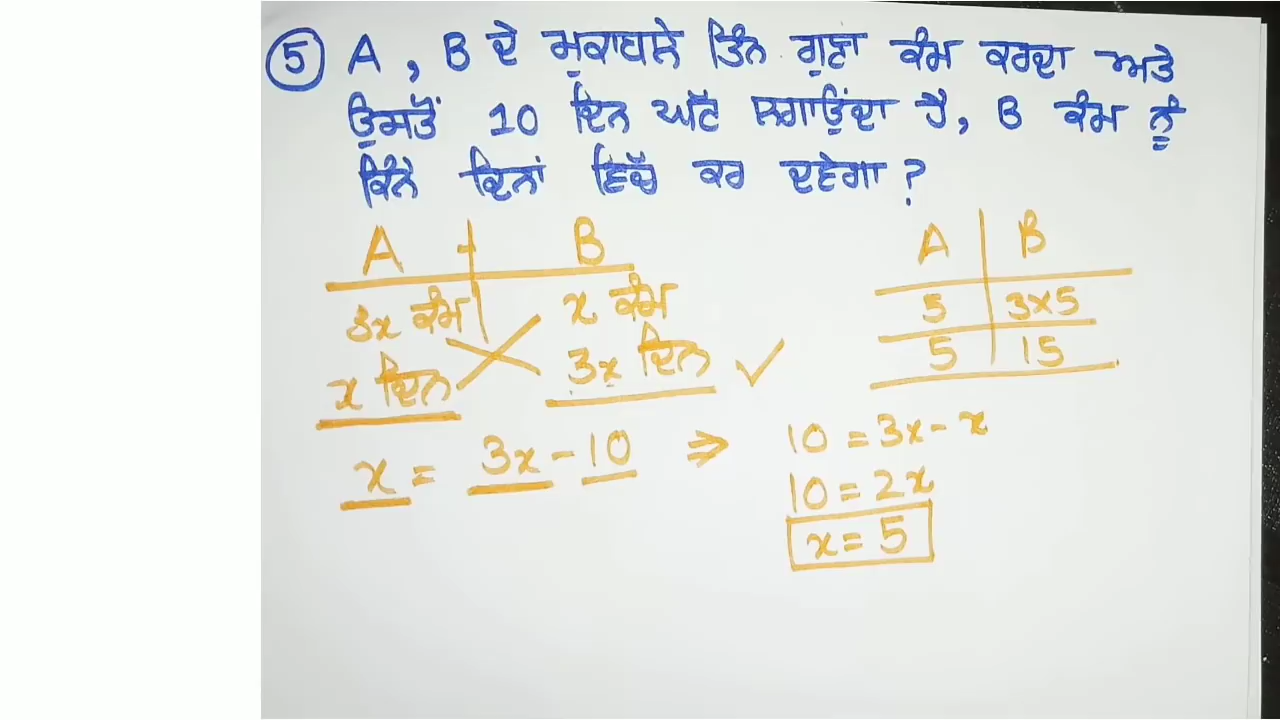 ⑤ A , B ਦੇ ਮੁਕਾਬਲੇ ਤਿੰਨ ਗੁਣਾ ਕੰਮ ਕਰਦਾ ਅਤੇ
ਉਸਤੋਂ 10 ਦਿਨ ਘੱਟ ਲਗਾਉਂਦਾ ਹੈ, B ਕੰਮ ਨੂੰ
ਕਿੰਨੇ ਦਿਨਾਂ ਵਿੱਚ ਕਰ ਦਵੇਗਾ ?
A B
3x ਕੰਮ x ਕੰਮ
x ਦਿਨ 3x ਦਿਨ ✓
x = 3x - 10 ⇒
A B
5 3×5
5 15
10 = 3x - x
10 = 2x
x = 5